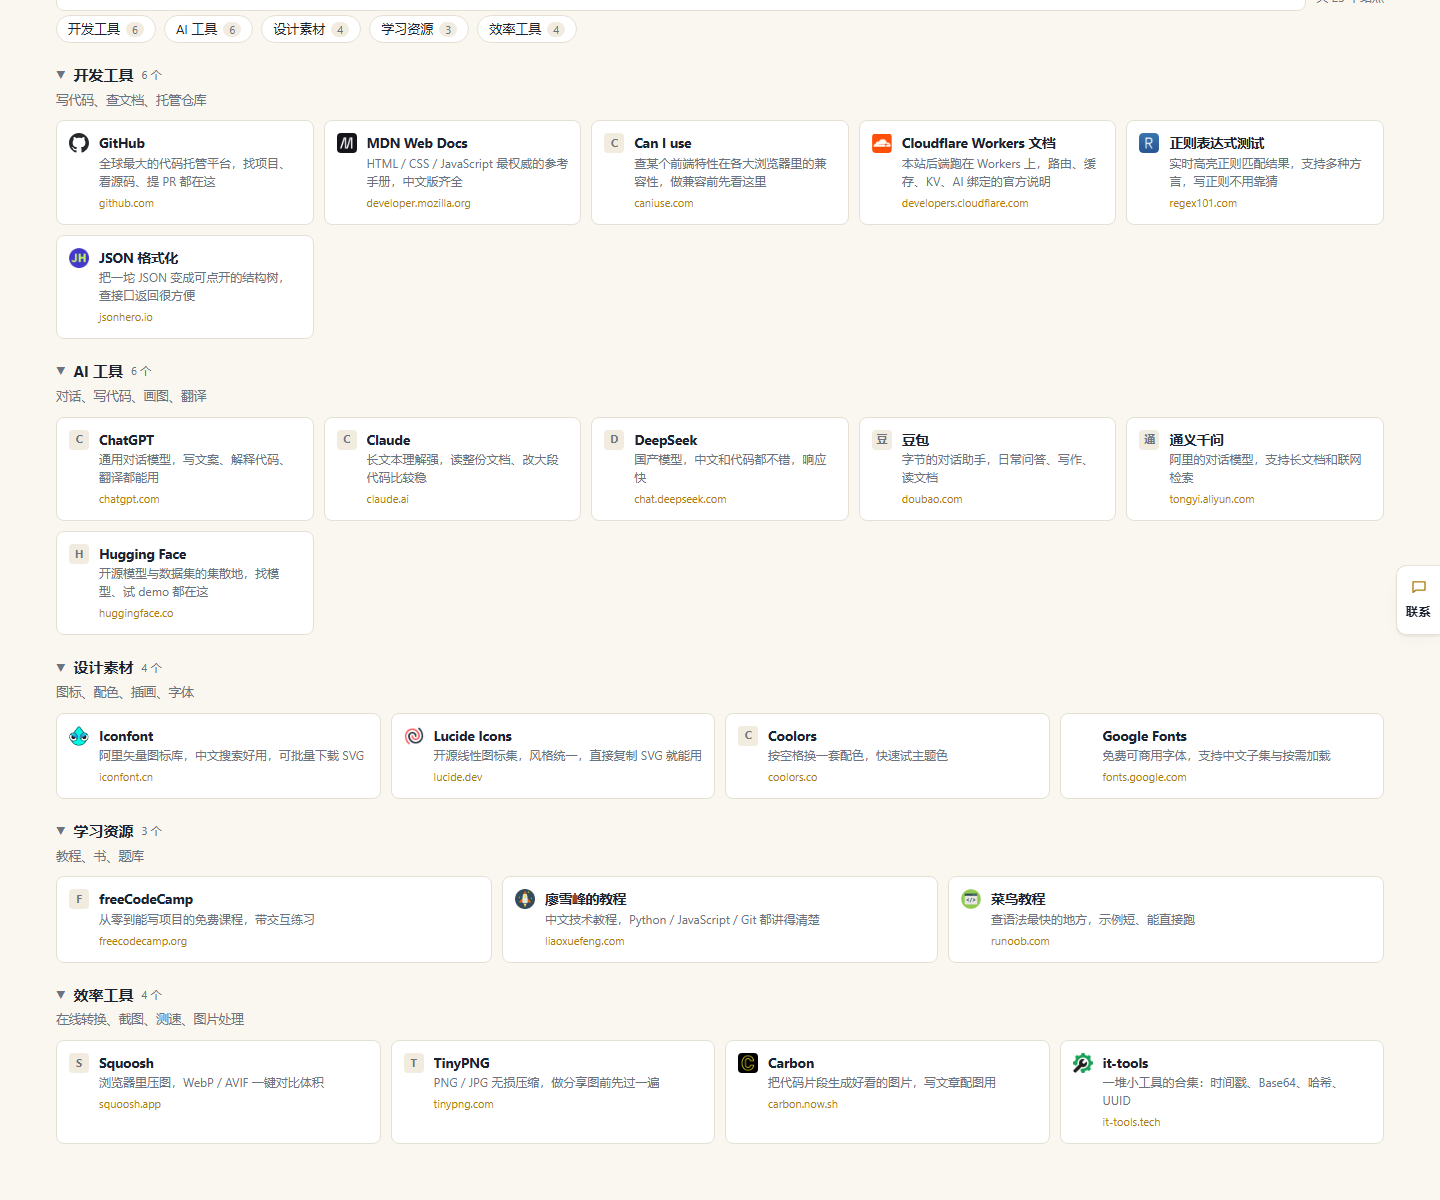 开发工具 6 AI 工具 6 设计素材 4 学习资源 3 效率工具 4
▼ 开发工具 6 个
写代码、查文档、托管仓库
GitHub
全球最大的代码托管平台，找项目、
看源码、提 PR 都在这
github.com
MDN Web Docs
HTML / CSS / JavaScript 最权威的参考
手册，中文版齐全
developer.mozilla.org
C Can I use
查某个前端特性在各大浏览器里的兼
容性，做兼容前先看这里
caniuse.com
Cloudflare Workers 文档
本站后端跑在 Workers 上，路由、缓
存、KV、AI 绑定的官方说明
developers.cloudflare.com
R 正则表达式测试
实时高亮正则匹配结果，支持多种方
言，写正则不用靠猜
regex101.com
JH JSON 格式化
把一坨 JSON 变成可点开的结构树，
查接口返回很方便
jsonhero.io
▼ AI 工具 6 个
对话、写代码、画图、翻译
C ChatGPT
通用对话模型，写文案、解释代码、
翻译都能用
chatgpt.com
C Claude
长文本理解强，读整份文档、改大段
代码比较稳
claude.ai
D DeepSeek
国产模型，中文和代码都不错，响应
快
chat.deepseek.com
豆 豆包
字节的对话助手，日常问答、写作、
读文档
doubao.com
通 通义千问
阿里的对话模型，支持长文档和联网
检索
tongyi.aliyun.com
H Hugging Face
开源模型与数据集的集散地，找模
型、试 demo 都在这
huggingface.co
联系
▼ 设计素材 4 个
图标、配色、插画、字体
Iconfont
阿里矢量图标库，中文搜索好用，可批量下载 SVG
iconfont.cn
Lucide Icons
开源线性图标集，风格统一，直接复制 SVG 就能用
lucide.dev
C Coolors
按空格换一套配色，快速试主题色
coolors.co
Google Fonts
免费可商用字体，支持中文子集与按需加载
fonts.google.com
▼ 学习资源 3 个
教程、书、题库
F freeCodeCamp
从零到能写项目的免费课程，带交互练习
freecodecamp.org
廖雪峰的教程
中文技术教程，Python / JavaScript / Git 都讲得清楚
liaoxuefeng.com
菜鸟教程
查语法最快的地方，示例短、能直接跑
runoob.com
▼ 效率工具 4 个
在线转换、截图、测速、图片处理
S Squoosh
浏览器里压图，WebP / AVIF 一键对比体积
squoosh.app
T TinyPNG
PNG / JPG 无损压缩，做分享图前先过一遍
tinypng.com
C Carbon
把代码片段生成好看的图片，写文章配图用
carbon.now.sh
it-tools
一堆小工具的合集：时间戳、Base64、哈希、
UUID
it-tools.tech